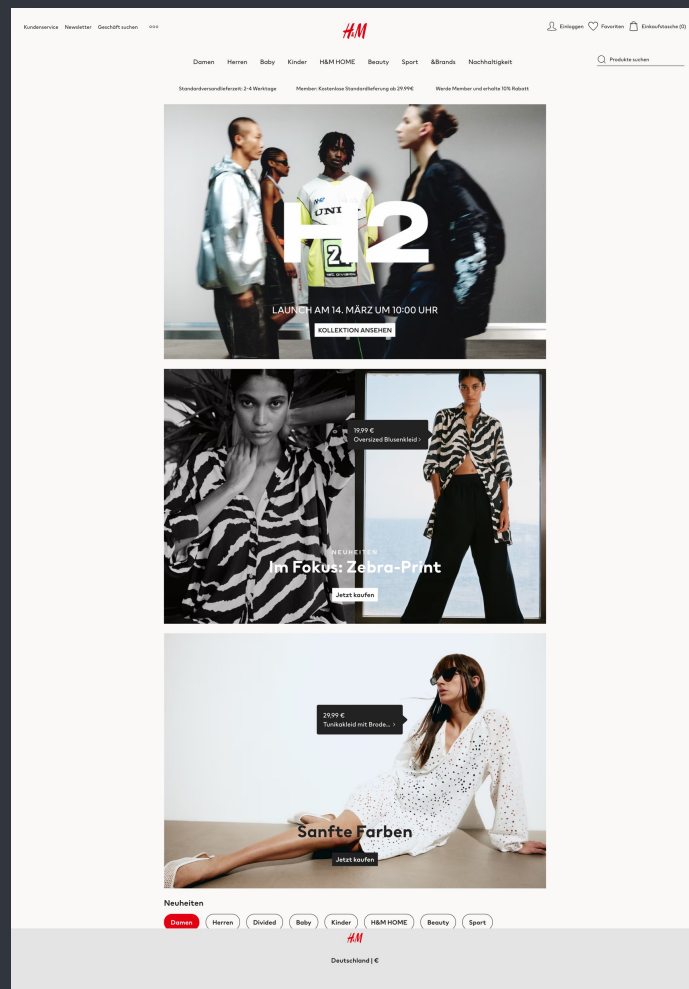 Kundenservice Newsletter Geschäft suchen
H&M
Einloggen Favoriten Einkaufstasche (0)
Damen Herren Baby Kinder H&M HOME Beauty Sport &Brands Nachhaltigkeit
Produkte suchen
Standardversandlieferzeit: 2-4 Werktage Member: Kostenlose Standardlieferung ab 29.99€ Werde Member und erhalte 10% Rabatt
UNI
2
H2
LAUNCH AM 14. MÄRZ UM 10:00 UHR
KOLLEKTION ANSEHEN
19,99 €
Oversized Blusenkleid >
NEUHEITEN
Im Fokus: Zebra-Print
Jetzt kaufen
29,99 €
Tunikakleid mit Brode... >
Sanfte Farben
Jetzt kaufen
Neuheiten
Damen Herren Divided Baby Kinder H&M HOME Beauty Sport
H&M
Deutschland | €